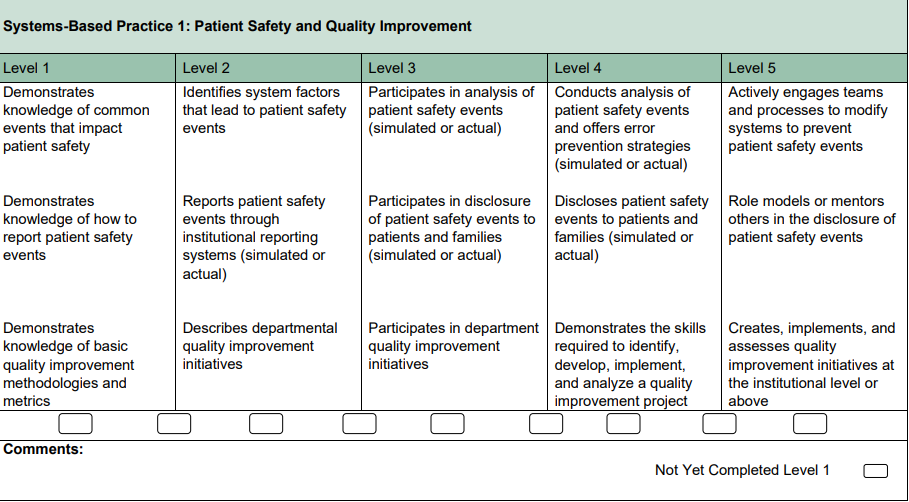 Systems-Based Practice 1: Patient Safety and Quality Improvement
Level 1
Level 2
Level 3
Level 4
Level 5
Demonstrates
knowledge of common
events that impact
patient safety
Identifies system factors
that lead to patient safety
events
Participates in analysis of
patient safety events
(simulated or actual)
Conducts analysis of
patient safety events
and offers error
prevention strategies
(simulated or actual)
Actively engages teams
and processes to modify
systems to prevent
patient safety events
Demonstrates
knowledge of how to
report patient safety
events
Reports patient safety
events through
institutional reporting
systems (simulated or
actual)
Participates in disclosure
of patient safety events to
patients and families
(simulated or actual)
Discloses patient safety
events to patients and
families (simulated or
actual)
Role models or mentors
others in the disclosure of
patient safety events
Demonstrates
knowledge of basic
quality improvement
methodologies and
metrics
Describes departmental
quality improvement
initiatives
Participates in department
quality improvement
initiatives
Demonstrates the skills
required to identify,
develop, implement,
and analyze a quality
improvement project
Creates, implements, and
assesses quality
improvement initiatives at
the institutional level or
above
Comments:
Not Yet Completed Level 1